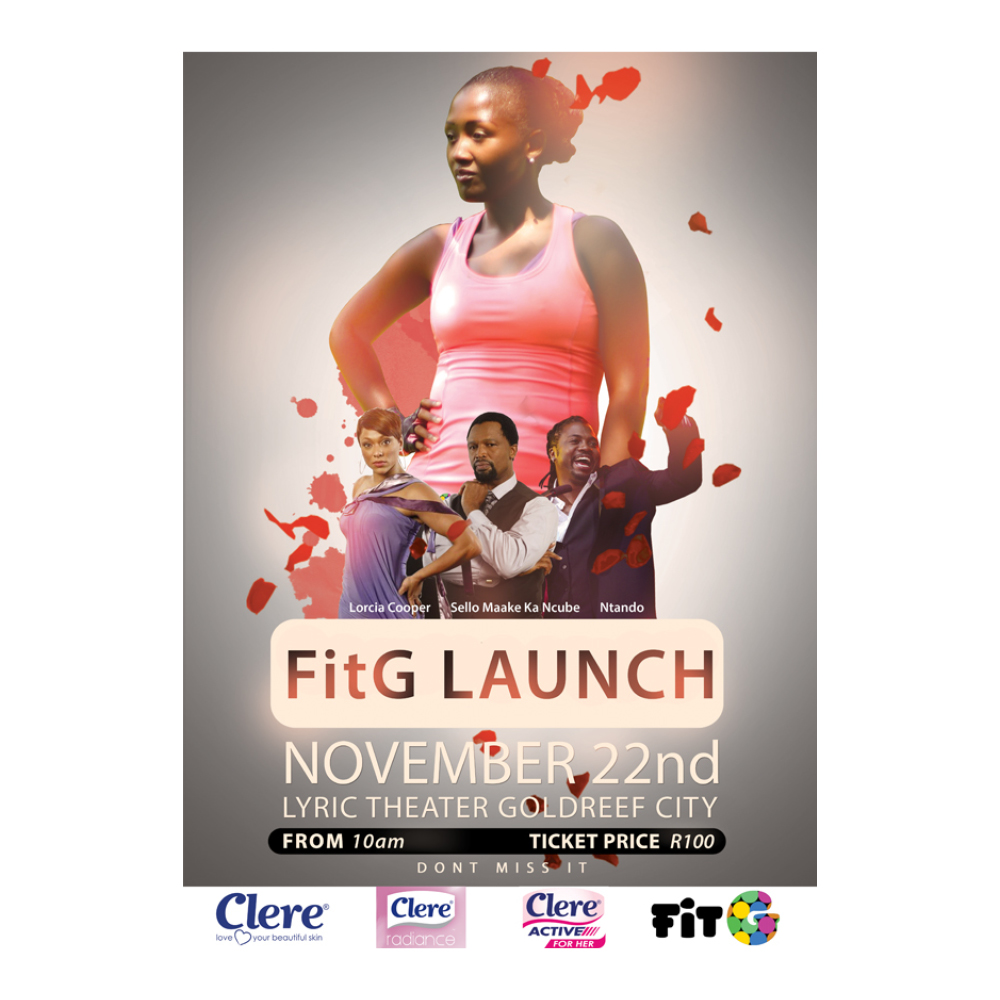 Lorcia Cooper Sello Maake Ka Ncube Ntando
FitG LAUNCH
NOVEMBER 22nd
LYRIC THEATER GOLDREEF CITY
FROM 10am TICKET PRICE R100
DONT MISS IT
Clere® Clere® Clere® FiTG
love your beautiful skin radiance ACTIVE
FOR HER